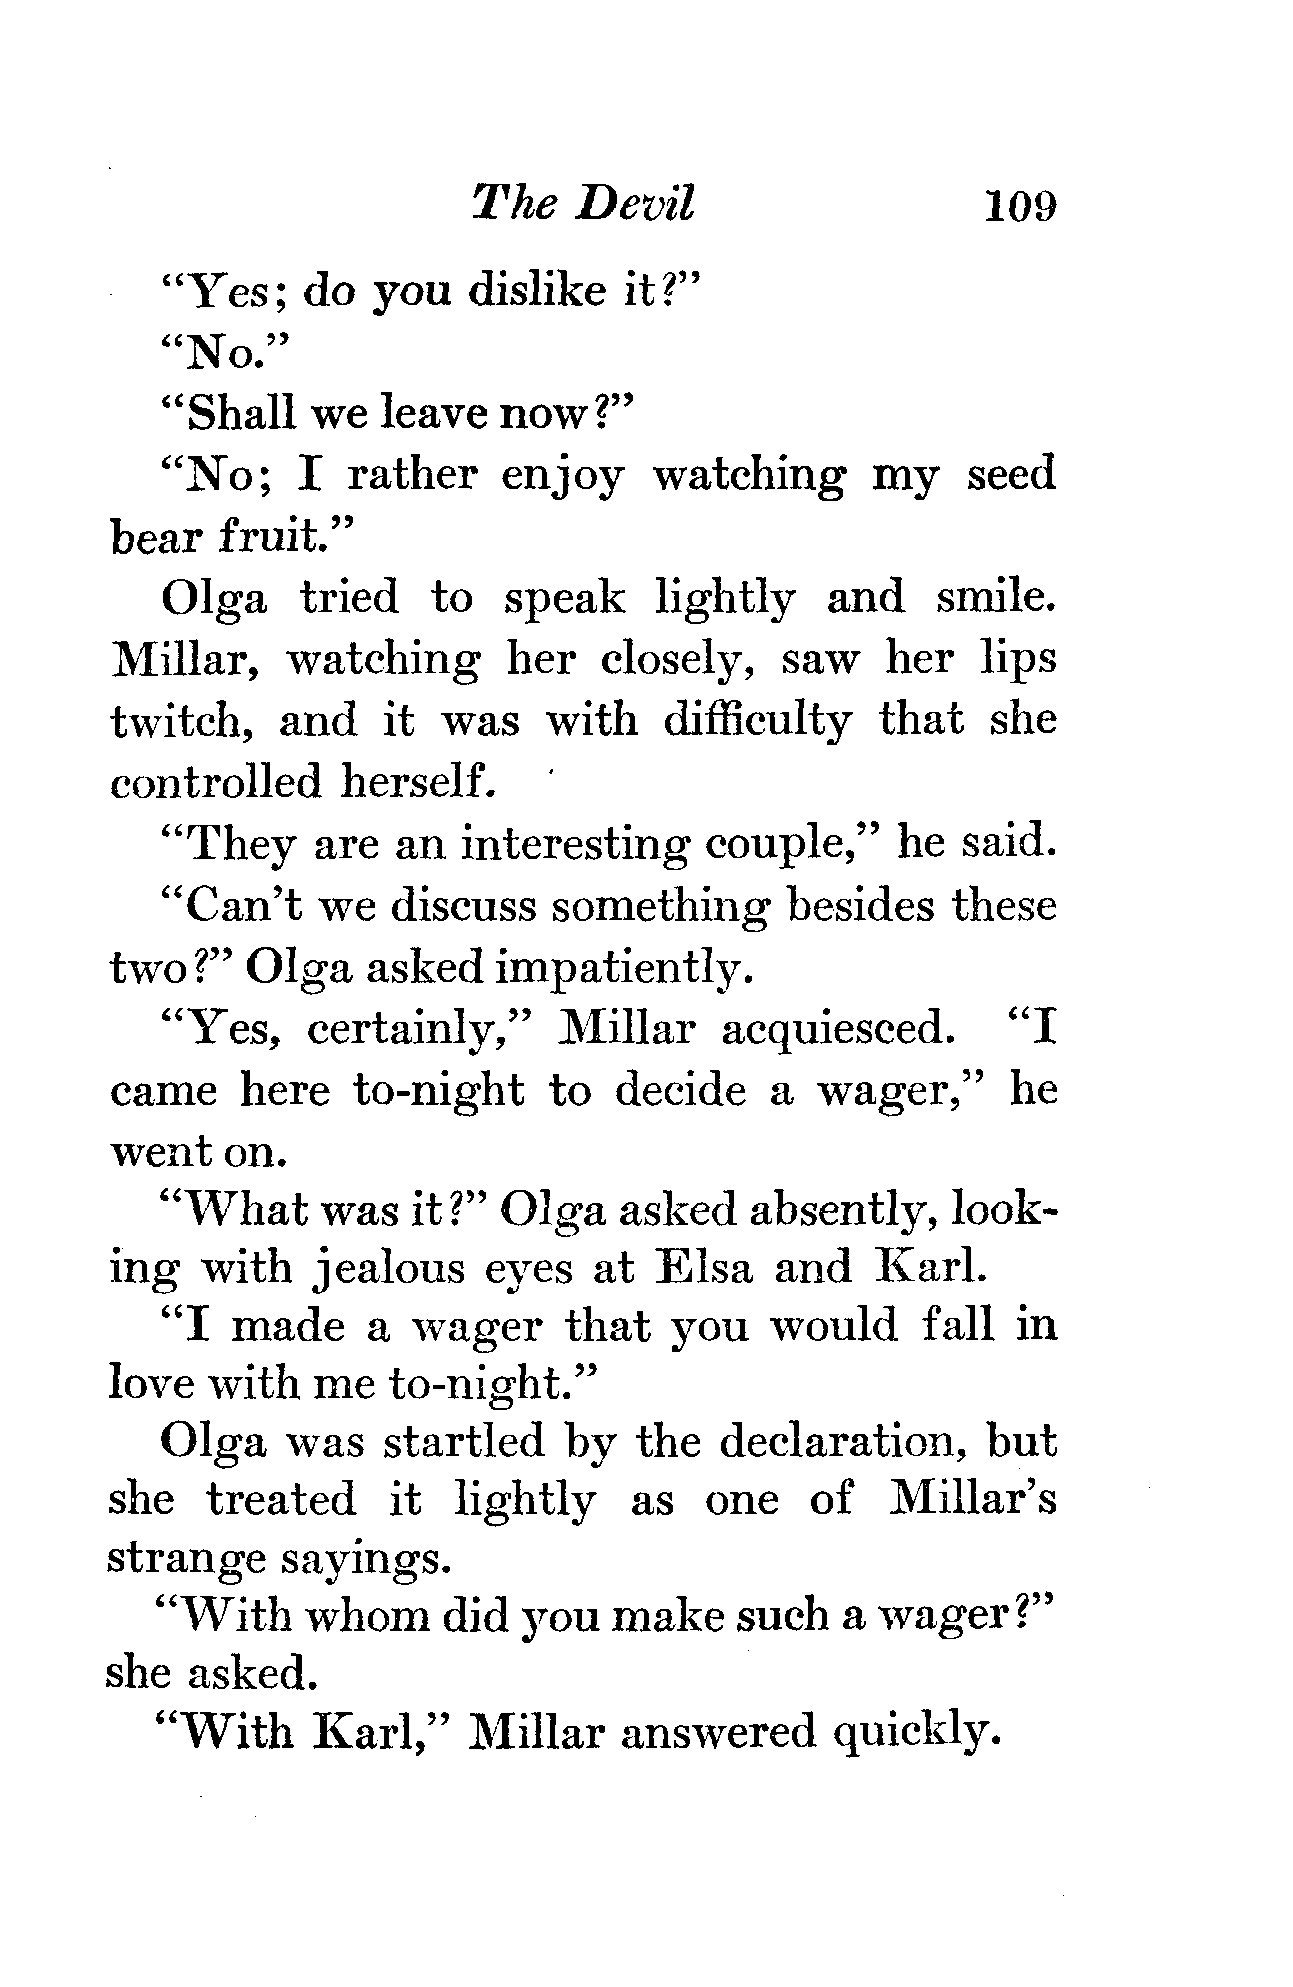 The Devil 109
“Yes; do you dislike it?”
“No.”
“Shall we leave now?”
“No; I rather enjoy watching my seed
bear fruit.”
Olga tried to speak lightly and smile.
Millar, watching her closely, saw her lips
twitch, and it was with difficulty that she
controlled herself.
“They are an interesting couple,” he said.
“Can’t we discuss something besides these
two?” Olga asked impatiently.
“Yes, certainly,” Millar acquiesced. “I
came here to-night to decide a wager,” he
went on.
“What was it?” Olga asked absently, look-
ing with jealous eyes at Elsa and Karl.
“I made a wager that you would fall in
love with me to-night.”
Olga was startled by the declaration, but
she treated it lightly as one of Millar’s
strange sayings.
“With whom did you make such a wager?”
she asked.
“With Karl,” Millar answered quickly.